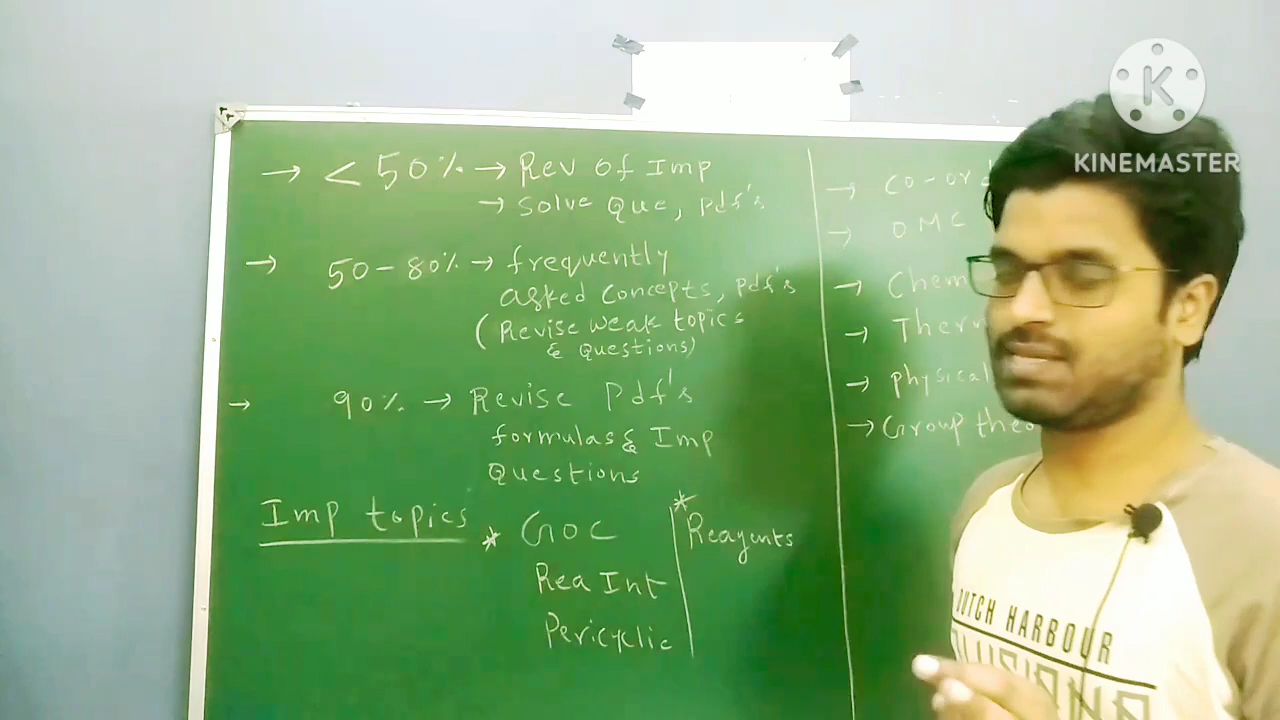 → < 50% → Rev of Imp
→ Solve Que, pdf's
→ 50-80% → frequently
asked concepts, pdf's
(Revise weak topics
& questions)
→ 90% → Revise Pdf's
formulas & Imp
Questions
Imp topics * GOC
Rea Int
Pericyclic
* Reagents
→ Co-ord
→ OMC
→ Chem
→ Therm
→ physical
→ Group theo
KINEMASTER
DUTCH HARBOUR